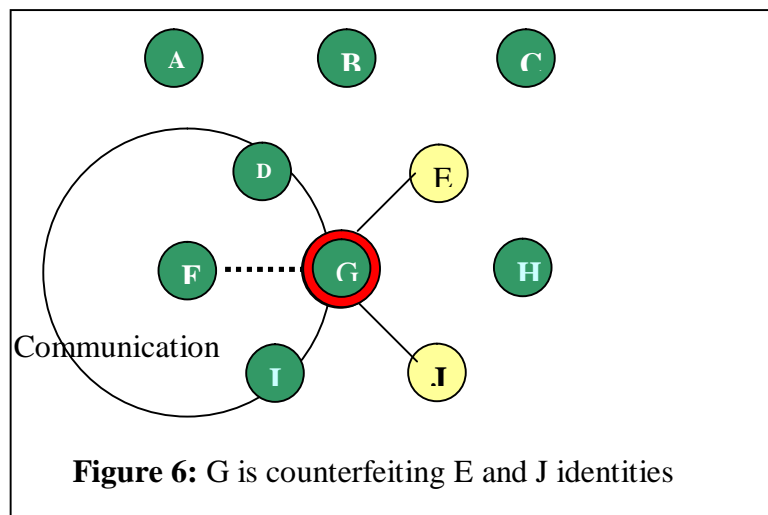 A B C
D E
F G H
Communication
I J
Figure 6: G is counterfeiting E and J identities